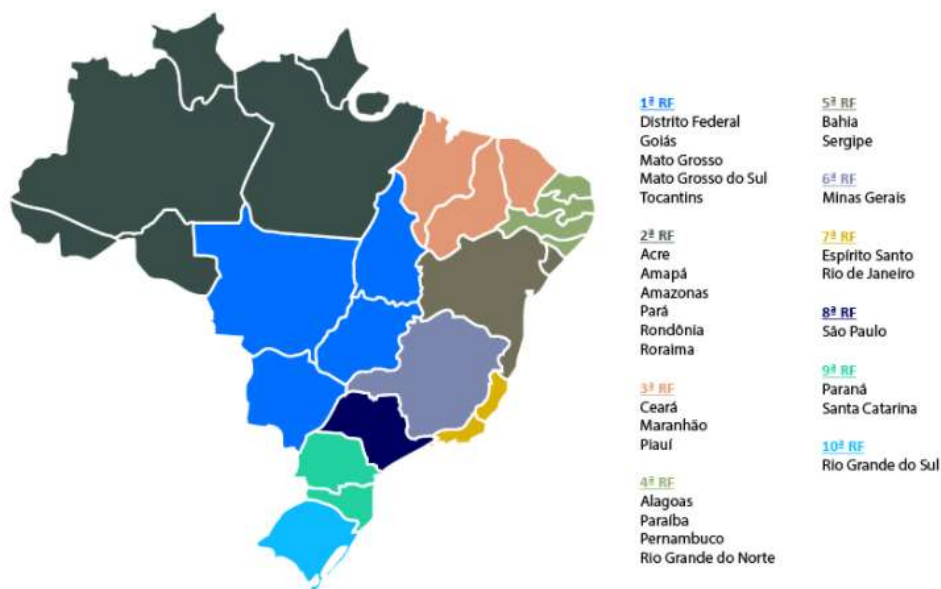 1ª RF
Distrito Federal
Goiás
Mato Grosso
Mato Grosso do Sul
Tocantins
2ª RF
Acre
Amapá
Amazonas
Pará
Rondônia
Roraima
3ª RF
Ceará
Maranhão
Piauí
4ª RF
Alagoas
Paraíba
Pernambuco
Rio Grande do Norte
5ª RF
Bahia
Sergipe
6ª RF
Minas Gerais
7ª RF
Espírito Santo
Rio de Janeiro
8ª RF
São Paulo
9ª RF
Paraná
Santa Catarina
10ª RF
Rio Grande do Sul